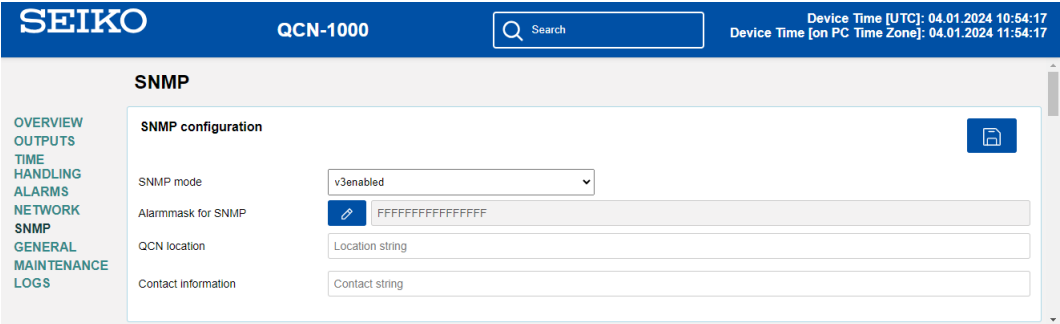 SEIKO
QCN-1000
Search
Device Time [UTC]: 04.01.2024 10:54:17
Device Time [on PC Time Zone]: 04.01.2024 11:54:17
OVERVIEW
OUTPUTS
TIME
HANDLING
ALARMS
NETWORK
SNMP
GENERAL
MAINTENANCE
LOGS
SNMP
SNMP configuration
SNMP mode v3enabled
Alarmmask for SNMP FFFFFFFFFFFFFFFF
QCN location Location string
Contact information Contact string